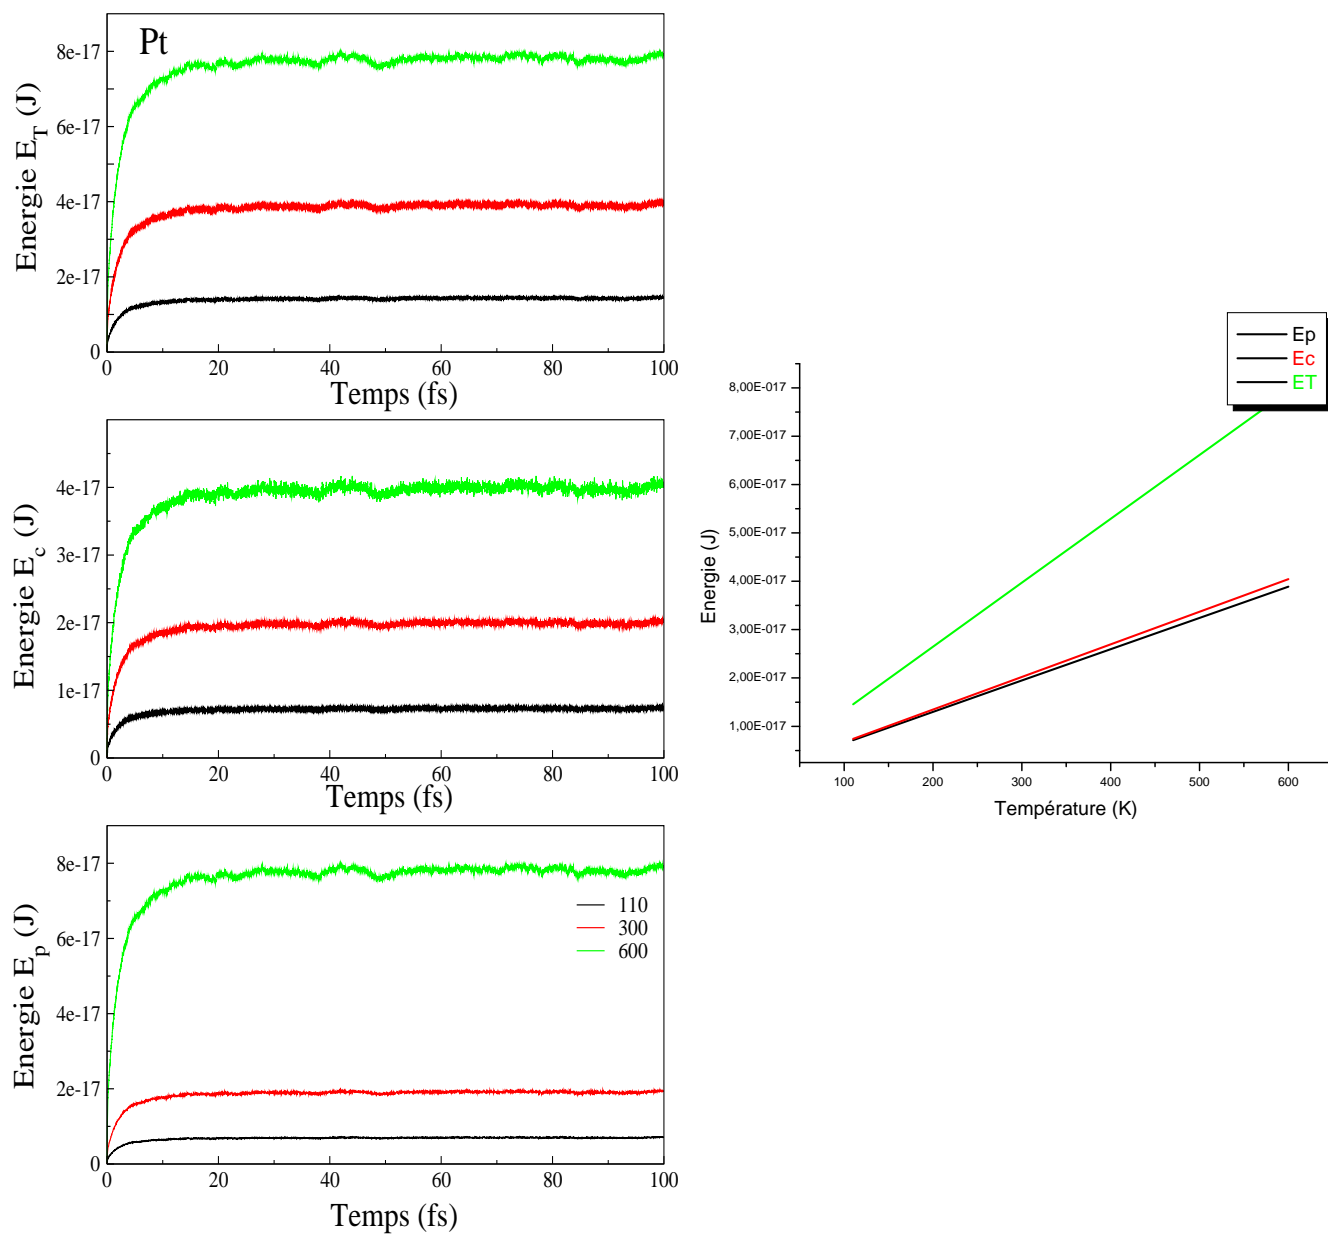 Pt
Energie E_T (J)
8e-17
6e-17
4e-17
2e-17
0
0 20 40 60 80 100
Temps (fs)
Energie E_c (J)
4e-17
3e-17
2e-17
1e-17
0
0 20 40 60 80 100
Temps (fs)
Energie E_p (J)
8e-17
6e-17
4e-17
2e-17
0
110
300
600
0 20 40 60 80 100
Temps (fs)
Ep
Ec
ET
Energie (J)
8,00E-017
7,00E-017
6,00E-017
5,00E-017
4,00E-017
3,00E-017
2,00E-017
1,00E-017
100 200 300 400 500 600
Température (K)